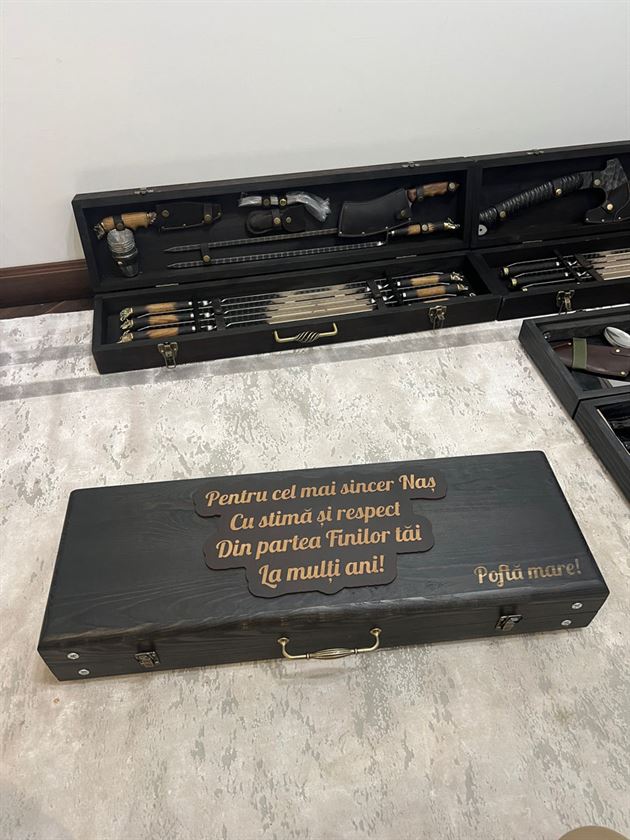 Pentru cel mai sincer Naș
Cu stimă și respect
Din partea Finilor tăi
La mulți ani!
Poftă mare!